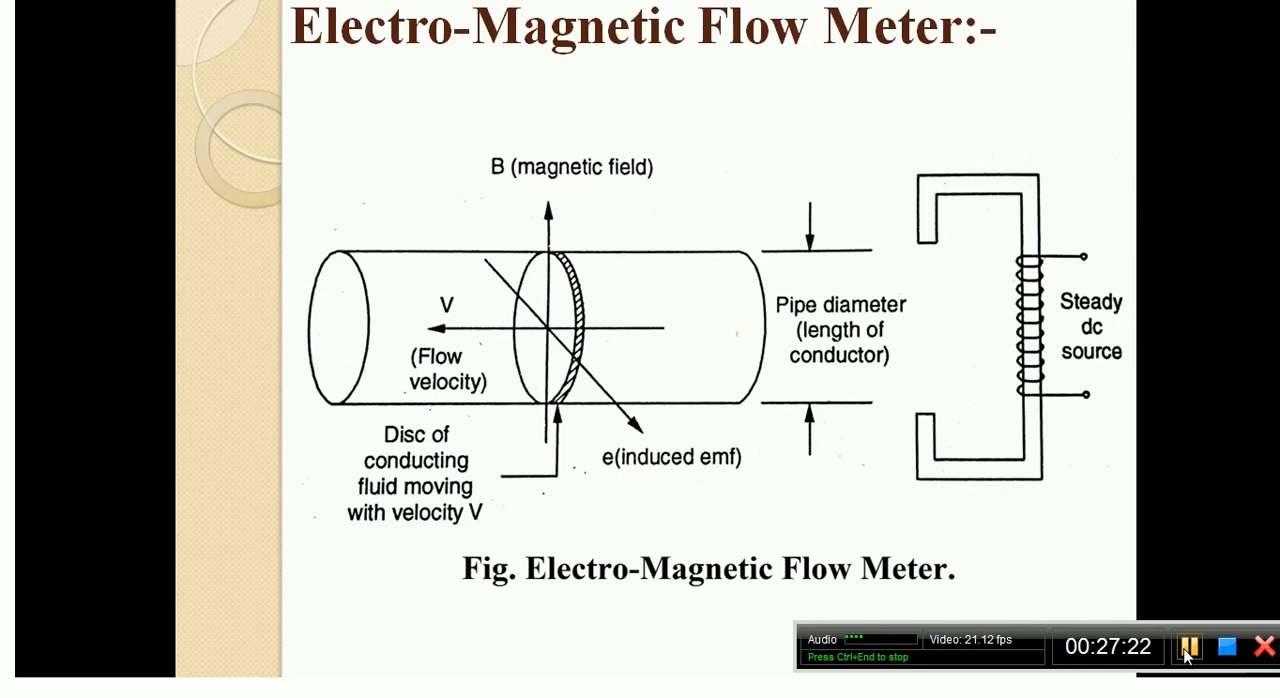 Electro-Magnetic Flow Meter:-
B (magnetic field)
V
(Flow
velocity)
Pipe diameter
(length of
conductor)
Steady
dc
source
Disc of
conducting
fluid moving
with velocity V
e(induced emf)
Fig. Electro-Magnetic Flow Meter.
Audio
Video: 21.12 fps
Press Ctrl+End to stop
00:27:22